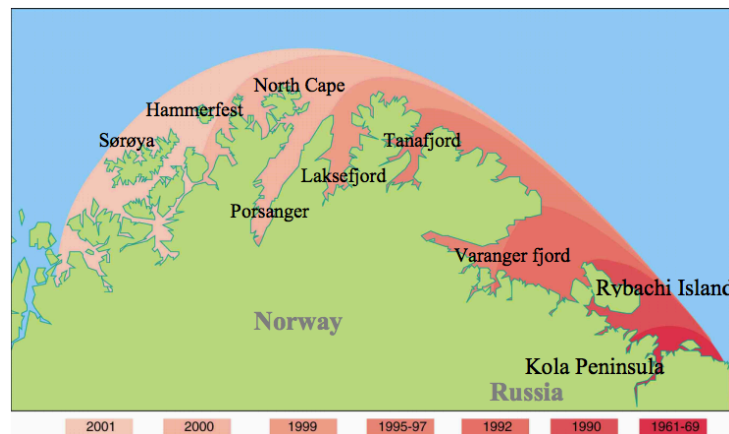 North Cape
Hammerfest
Sørøya
Tanafjord
Laksefjord
Porsanger
Varanger fjord
Rybachi Island
Norway
Kola Peninsula
Russia
2001 2000 1999 1995-97 1992 1990 1961-69